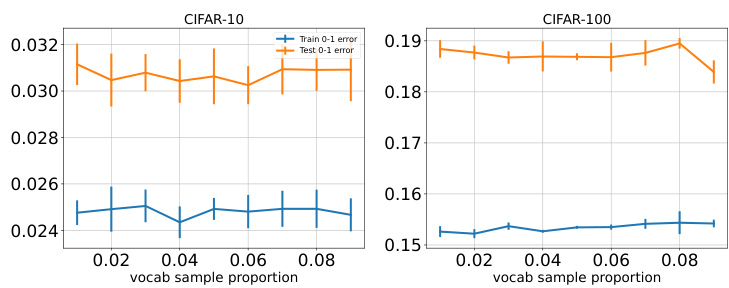 CIFAR-10
0.032
0.030
0.028
0.026
0.024
Train 0-1 error
Test 0-1 error
0.02 0.04 0.06 0.08
vocab sample proportion
CIFAR-100
0.19
0.18
0.17
0.16
0.15
0.02 0.04 0.06 0.08
vocab sample proportion